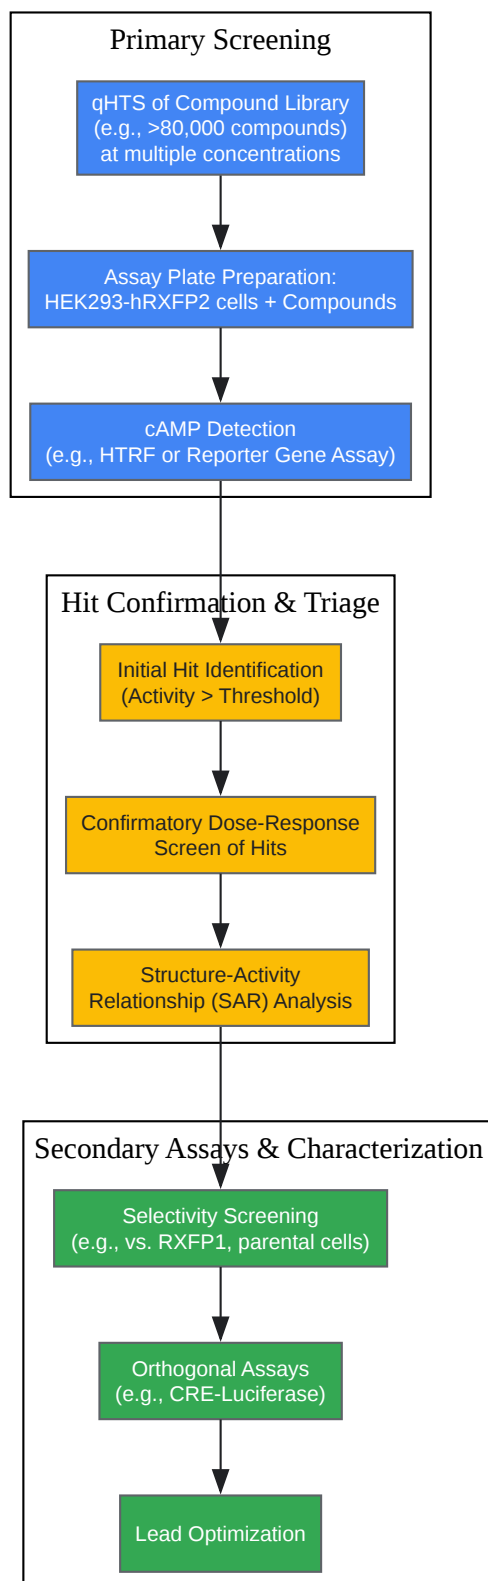 Primary Screening
qHTS of Compound Library
(e.g., >80,000 compounds)
at multiple concentrations
Assay Plate Preparation:
HEK293-hRXFP2 cells + Compounds
cAMP Detection
(e.g., HTRF or Reporter Gene Assay)
Hit Confirmation & Triage
Initial Hit Identification
(Activity > Threshold)
Confirmatory Dose-Response
Screen of Hits
Structure-Activity
Relationship (SAR) Analysis
Secondary Assays & Characterization
Selectivity Screening
(e.g., vs. RXFP1, parental cells)
Orthogonal Assays
(e.g., CRE-Luciferase)
Lead Optimization